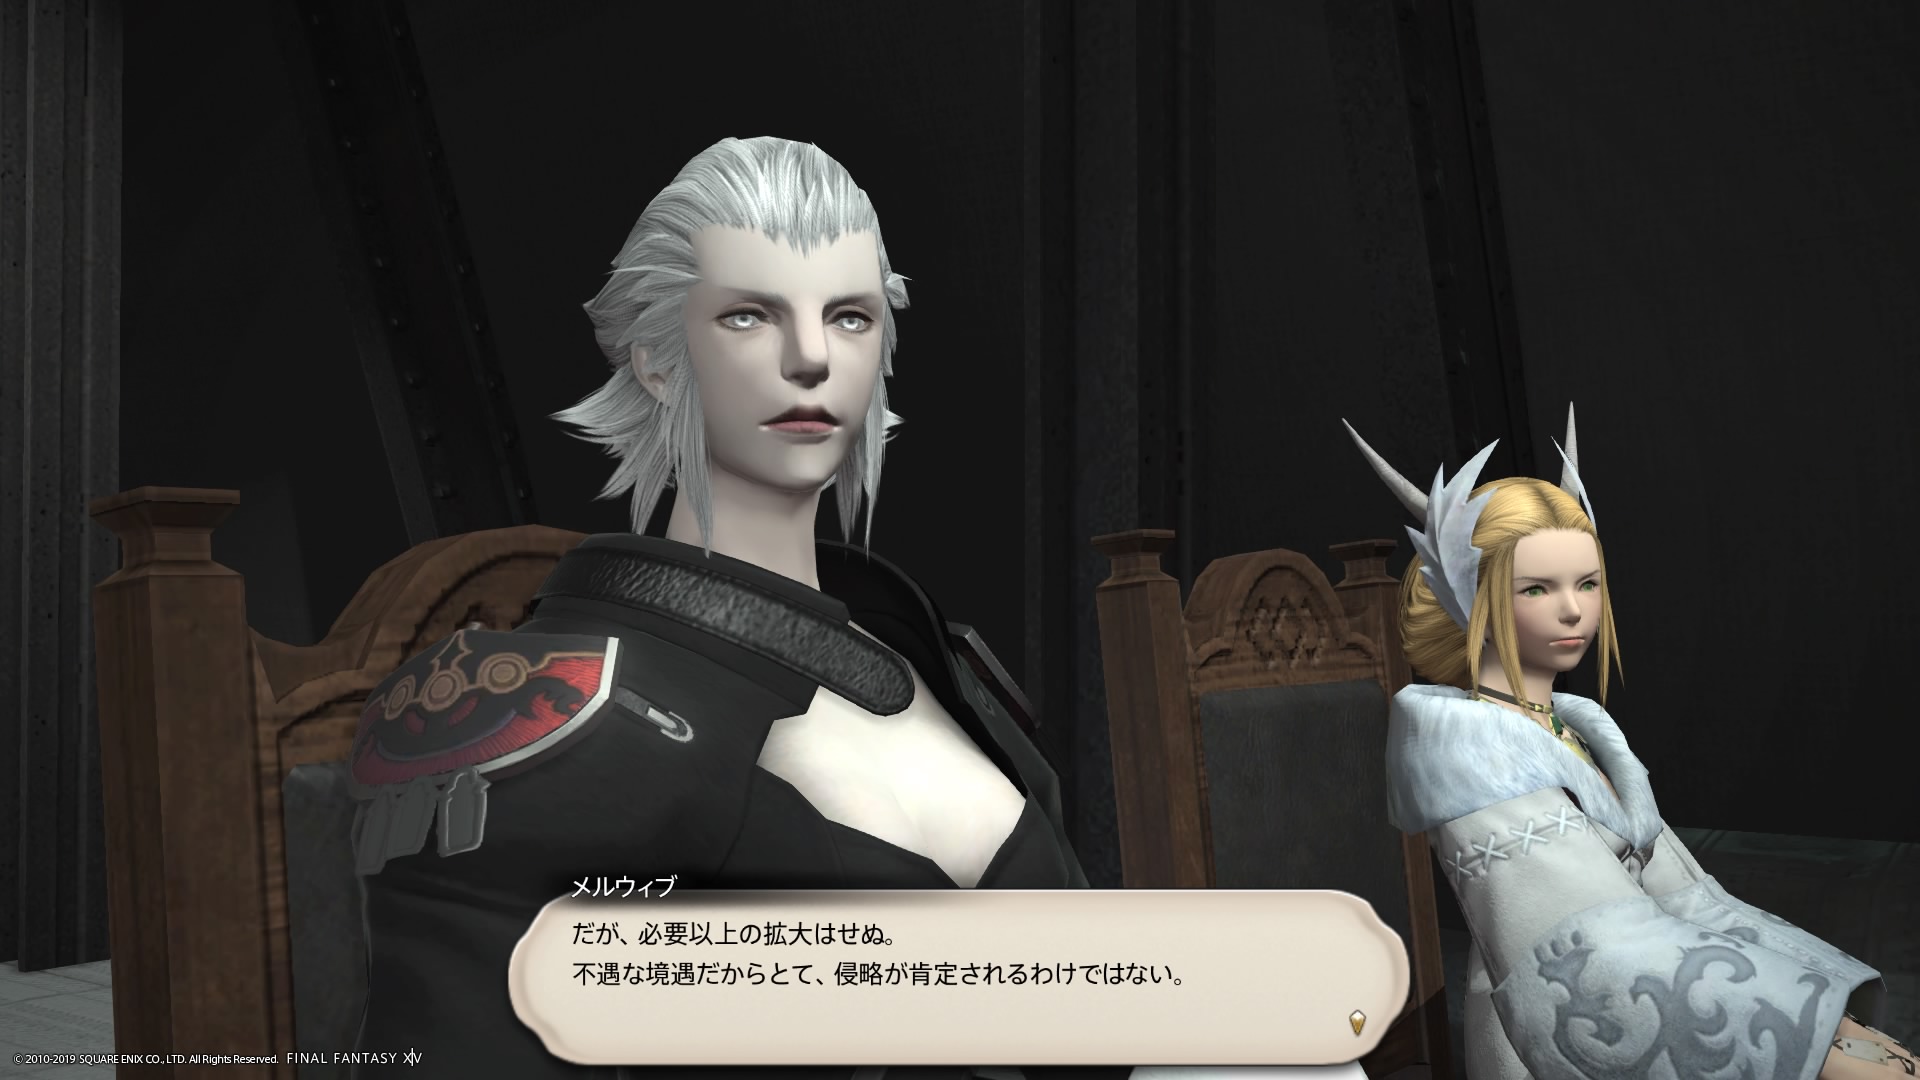 メルウィブ
だが、必要以上の拡大はせぬ。
不遇な境遇だからとて、侵略が肯定されるわけではない。
© 2010-2019 SQUARE ENIX CO., LTD. All Rights Reserved. FINAL FANTASY XIV